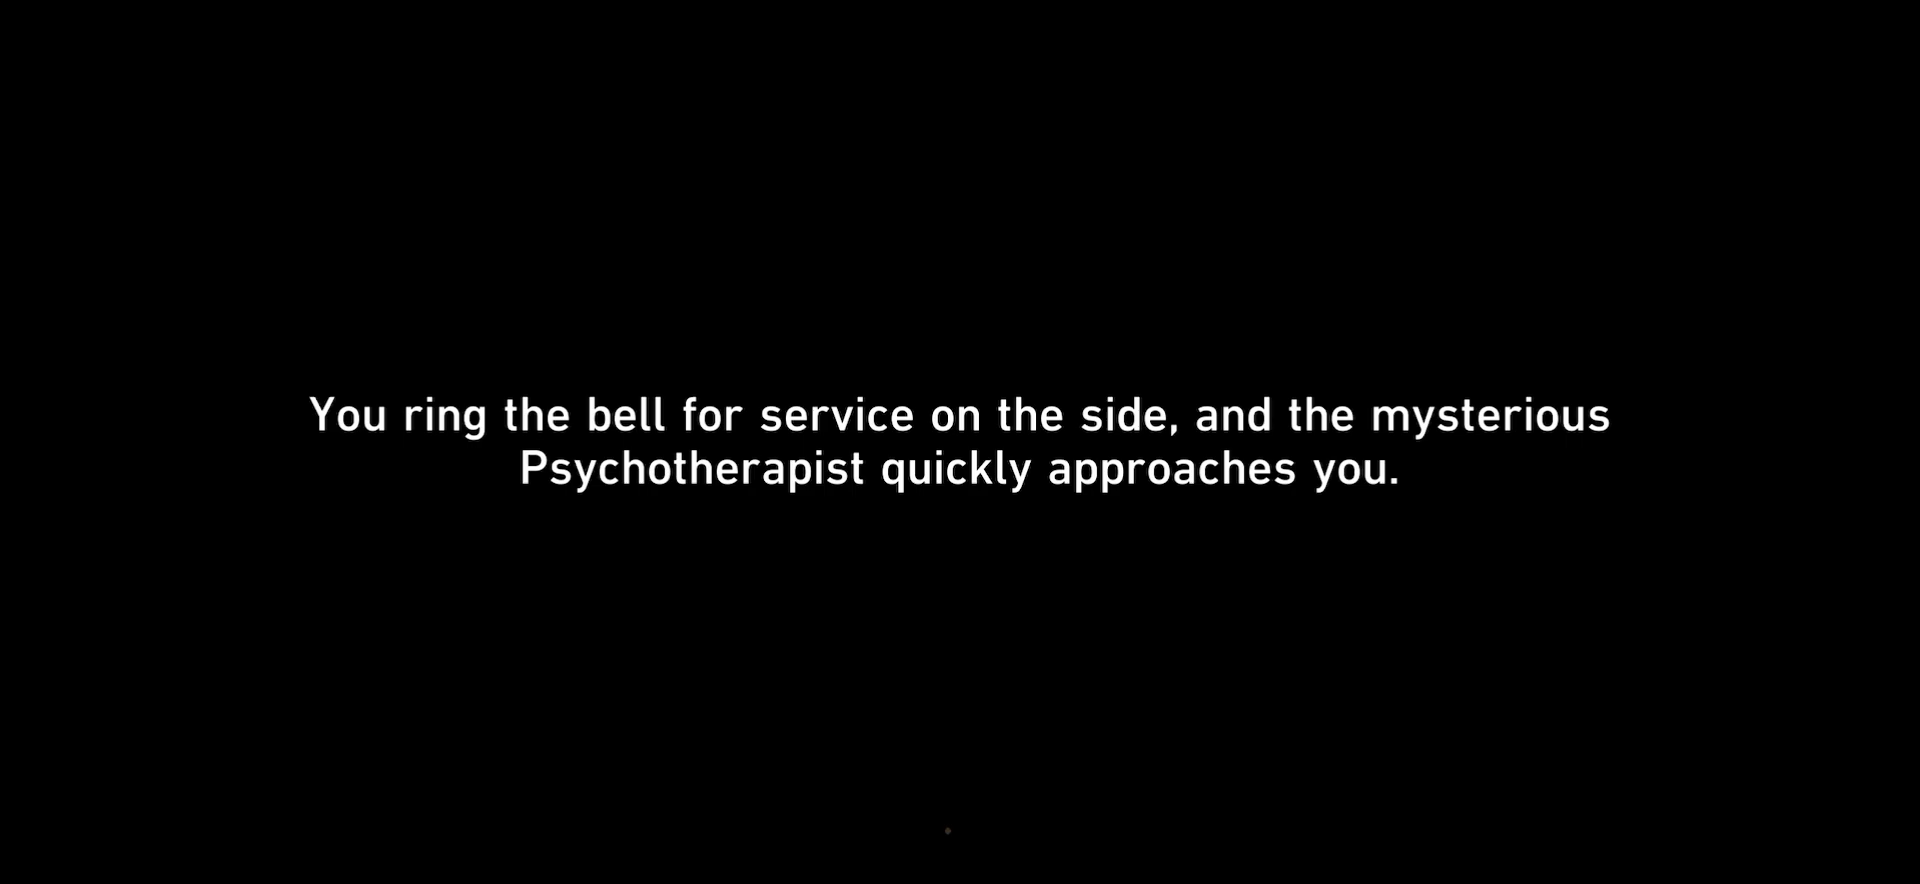 You ring the bell for service on the side, and the mysterious
Psychotherapist quickly approaches you.